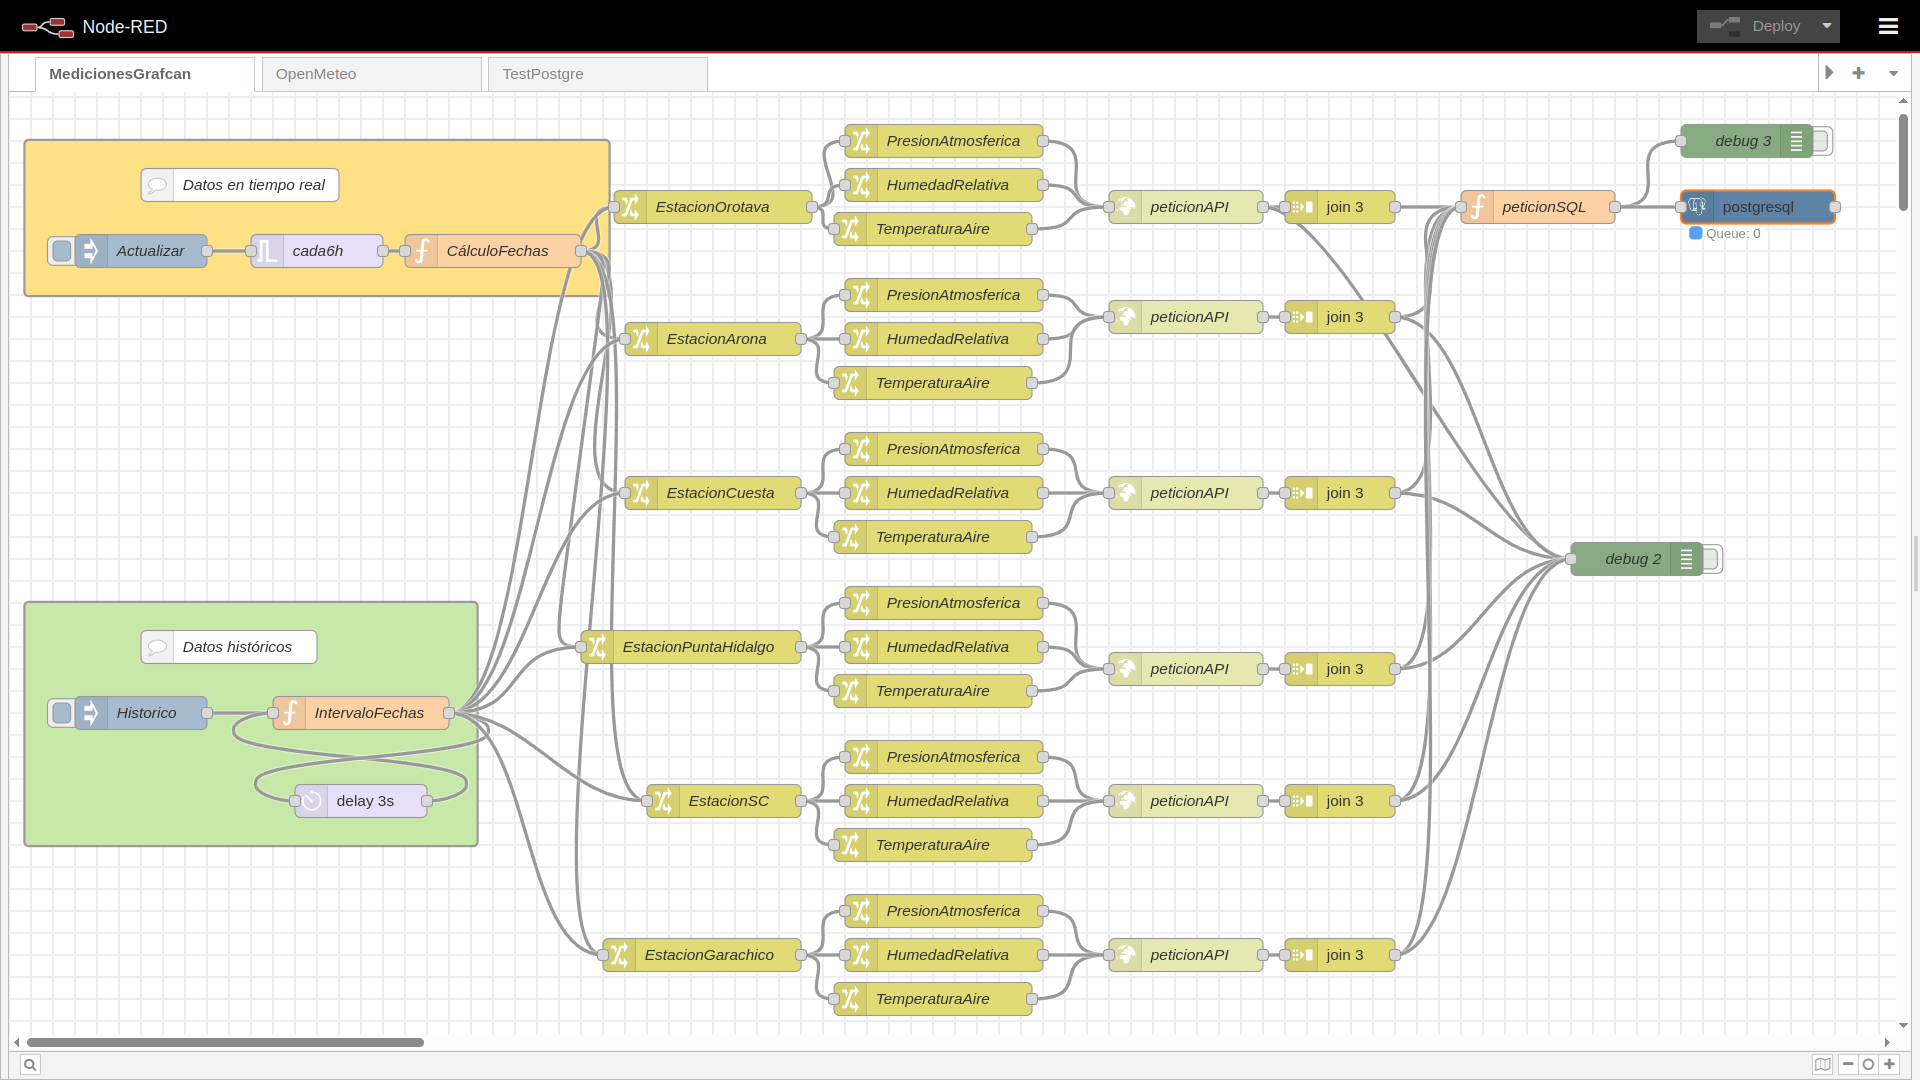 Node-RED
Deploy
MedicionesGrafcan
OpenMeteo
TestPostgre
Datos en tiempo real
Actualizar
cada6h
CálculoFechas
EstacionOrotava
PresionAtmosferica
HumedadRelativa
TemperaturaAire
peticionAPI
join 3
peticionSQL
debug 3
postgresql
Queue: 0
EstacionArona
PresionAtmosferica
HumedadRelativa
TemperaturaAire
peticionAPI
join 3
EstacionCuesta
PresionAtmosferica
HumedadRelativa
TemperaturaAire
peticionAPI
join 3
debug 2
Datos históricos
Historico
IntervaloFechas
delay 3s
EstacionPuntaHidalgo
PresionAtmosferica
HumedadRelativa
TemperaturaAire
peticionAPI
join 3
EstacionSC
PresionAtmosferica
HumedadRelativa
TemperaturaAire
peticionAPI
join 3
EstacionGarachico
PresionAtmosferica
HumedadRelativa
TemperaturaAire
peticionAPI
join 3